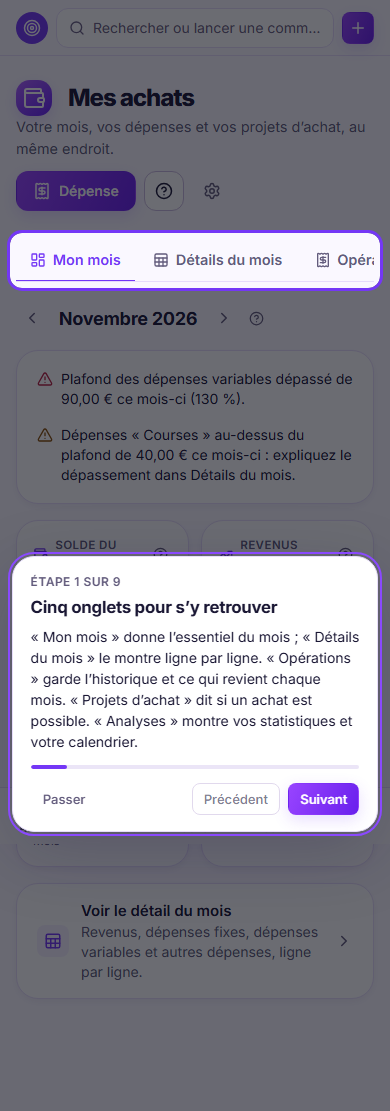 Rechercher ou lancer une comm...
Mes achats
Votre mois, vos dépenses et vos projets d'achat, au
même endroit.
Dépense
Mon mois
Détails du mois
Opéra
Novembre 2026
Plafond des dépenses variables dépassé de
90,00 € ce mois-ci (130 %).
Dépenses « Courses » au-dessus du
plafond de 40,00 € ce mois-ci : expliquez le
dépassement dans Détails du mois.
SOLDE DU
REVENUS
ÉTAPE 1 SUR 9
Cinq onglets pour s'y retrouver
« Mon mois » donne l'essentiel du mois ; « Détails
du mois » le montre ligne par ligne. « Opérations
» garde l'historique et ce qui revient chaque
mois. « Projets d'achat » dit si un achat est
possible. « Analyses » montre vos statistiques et
votre calendrier.
Passer
Précédent
Suivant
Voir le détail du mois
Revenus, dépenses fixes, dépenses
variables et autres dépenses, ligne
par ligne.